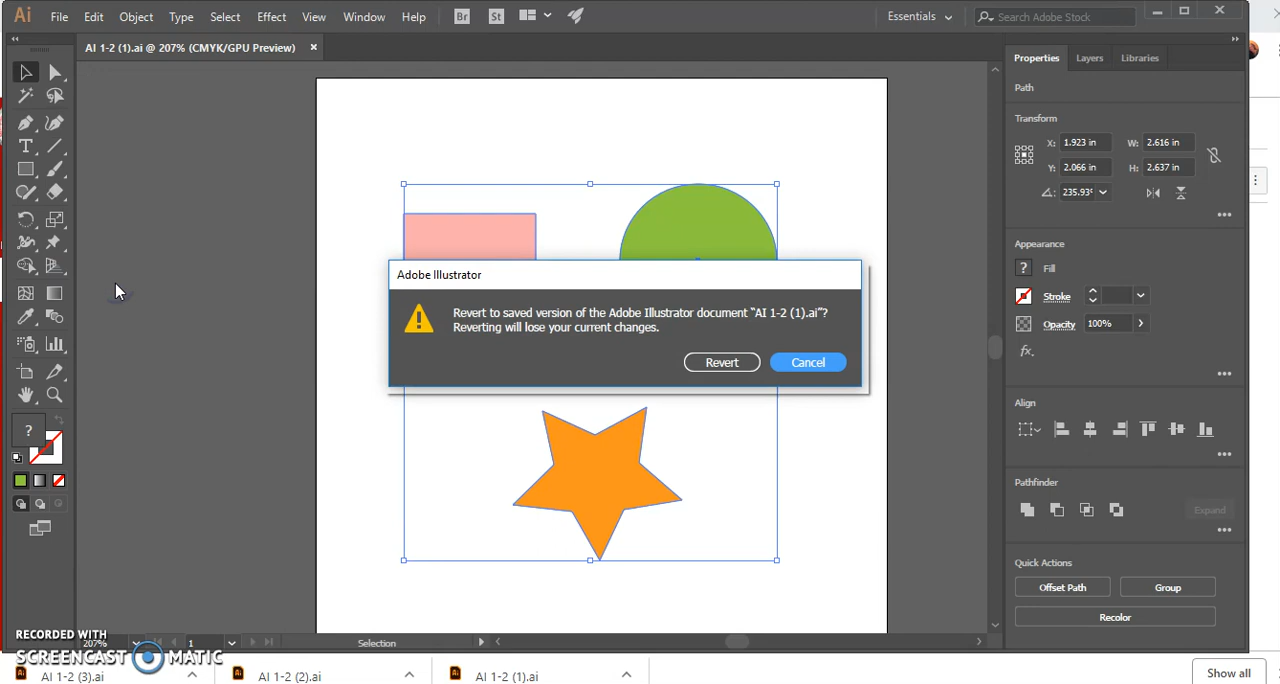 Ai File Edit Object Type Select Effect View Window Help Br St Essentials Search Adobe Stock
AI 1-2 (1).ai @ 207% (CMYK/GPU Preview) ×
Properties Layers Libraries
Path
Transform
X: 1.923 in W: 2.616 in
Y: 2.066 in H: 2.637 in
235.93°
Appearance
? Fill
Stroke
Opacity 100%
fx.
Align
Pathfinder
Expand
Quick Actions
Offset Path Group
Recolor
Adobe Illustrator
Revert to saved version of the Adobe Illustrator document “AI 1-2 (1).ai”?
Reverting will lose your current changes.
Revert Cancel
T
?
207% 1 Selection
RECORDED WITH
SCREENCAST MATIC
AI 1-2 (3).ai AI 1-2 (2).ai AI 1-2 (1).ai Show all